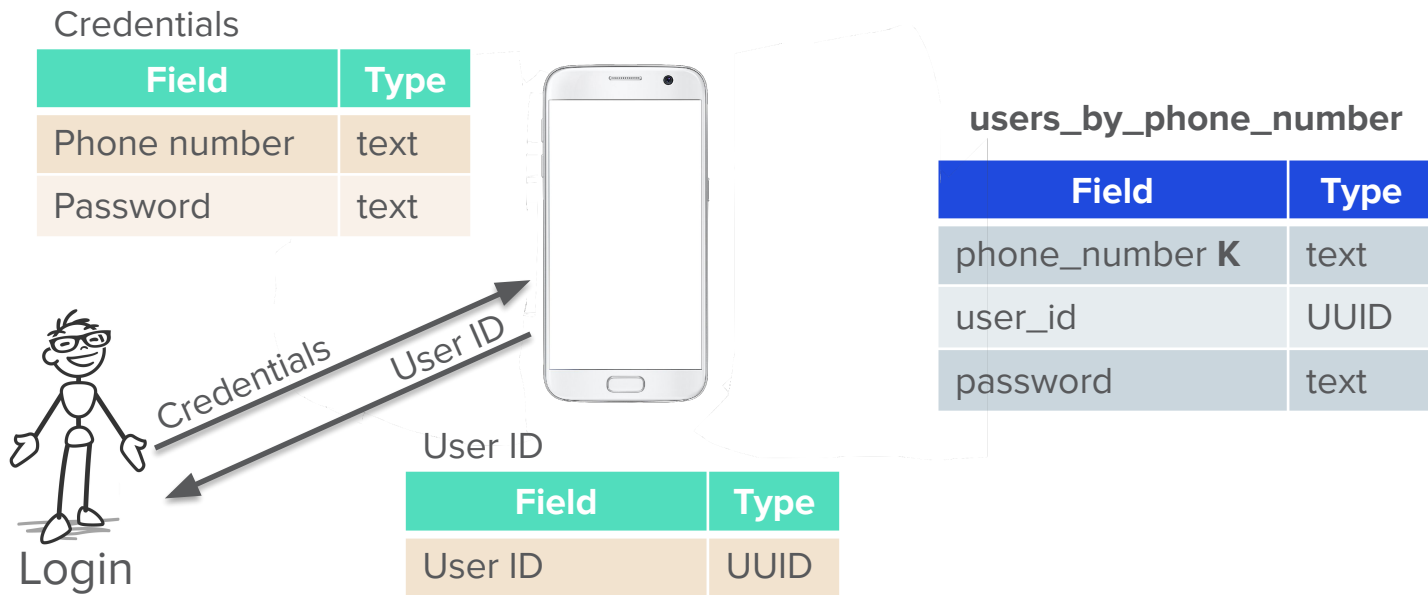 Credentials
Field Type
Phone number text
Password text
users_by_phone_number
Field Type
phone_number K text
user_id UUID
password text
Credentials
User ID
Login
User ID
Field Type
User ID UUID